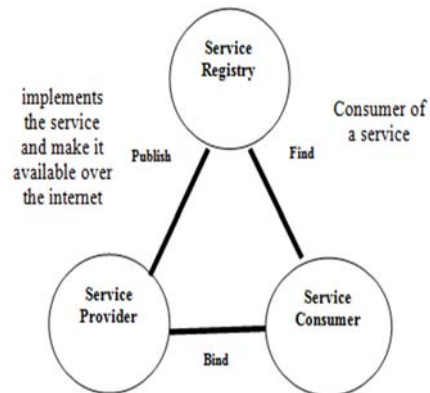 Service
Registry
implements
the service
and make it
available over
the internet
Consumer of
a service
Publish
Find
Service
Provider
Service
Consumer
Bind